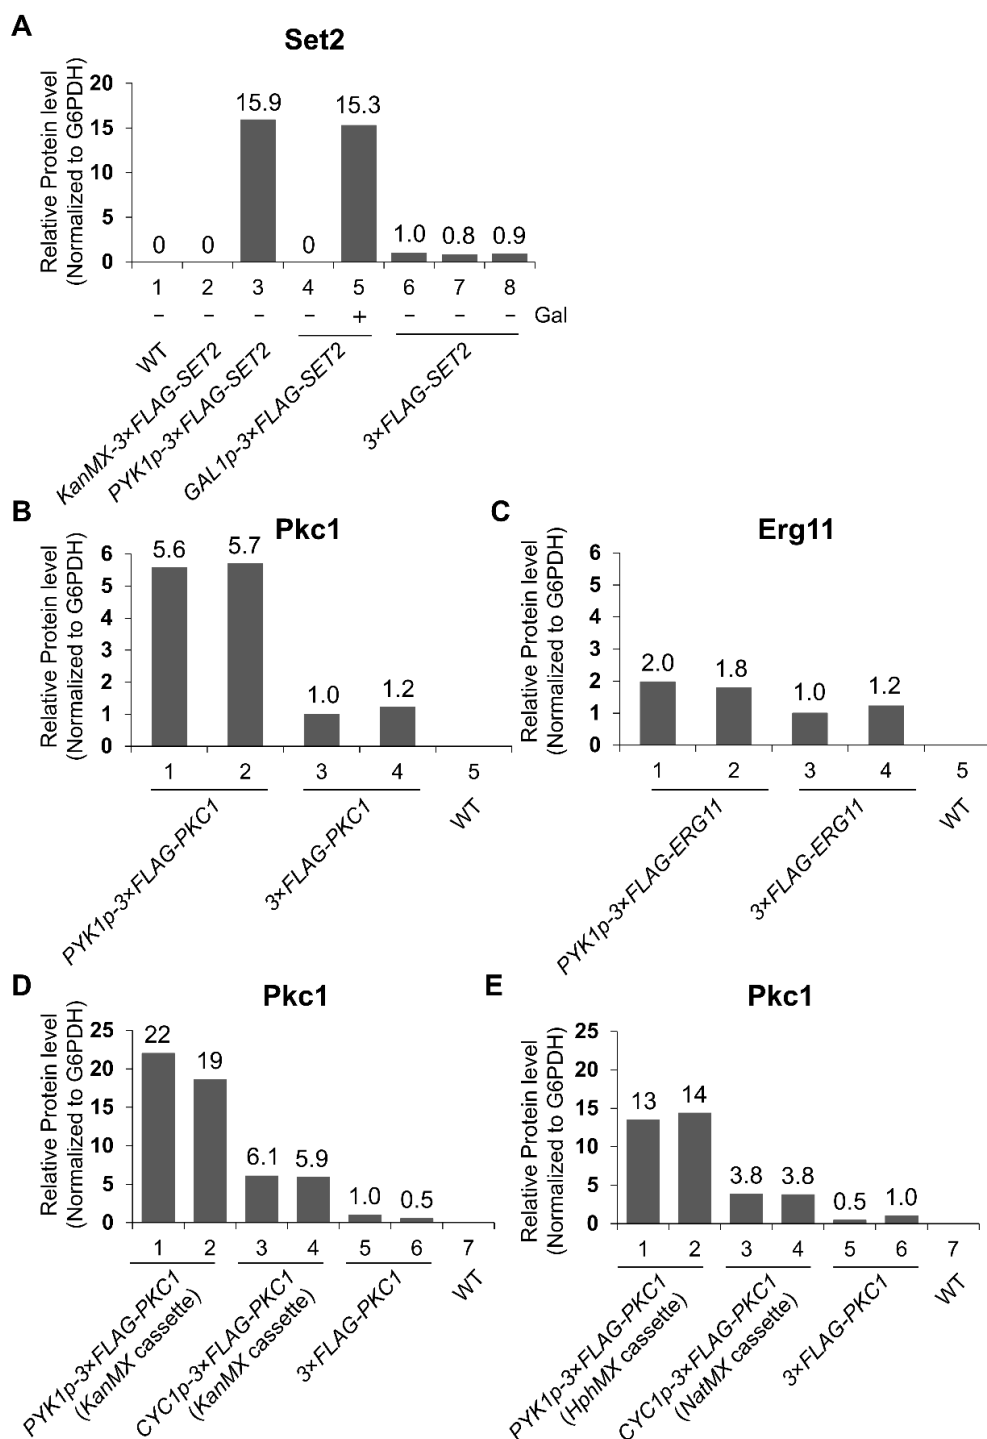 A
Set2
Relative Protein level
(Normalized to G6PDH)
20
15
10
5
0
0
0
15.9
0
15.3
1.0
0.8
0.9
1 2 3 4 5 6 7 8
– – – – + – – – Gal
WT
KanMX-3×FLAG-SET2
PYK1p-3×FLAG-SET2
GAL1p-3×FLAG-SET2
3×FLAG-SET2
B
Pkc1
Relative Protein level
(Normalized to G6PDH)
6
5
4
3
2
1
0
5.6
5.7
1.0
1.2
1 2 3 4 5
PYK1p-3×FLAG-PKC1
3×FLAG-PKC1
WT
C
Erg11
Relative Protein level
(Normalized to G6PDH)
6
5
4
3
2
1
0
2.0
1.8
1.0
1.2
1 2 3 4 5
PYK1p-3×FLAG-ERG11
3×FLAG-ERG11
WT
D
Pkc1
Relative Protein level
(Normalized to G6PDH)
25
20
15
10
5
0
22
19
6.1
5.9
1.0
0.5
1 2 3 4 5 6 7
PYK1p-3×FLAG-PKC1
(KanMX cassette)
CYC1p-3×FLAG-PKC1
(KanMX cassette)
3×FLAG-PKC1
WT
E
Pkc1
Relative Protein level
(Normalized to G6PDH)
25
20
15
10
5
0
13
14
3.8
3.8
0.5
1.0
1 2 3 4 5 6 7
PYK1p-3×FLAG-PKC1
(HphMX cassette)
CYC1p-3×FLAG-PKC1
(NatMX cassette)
3×FLAG-PKC1
WT